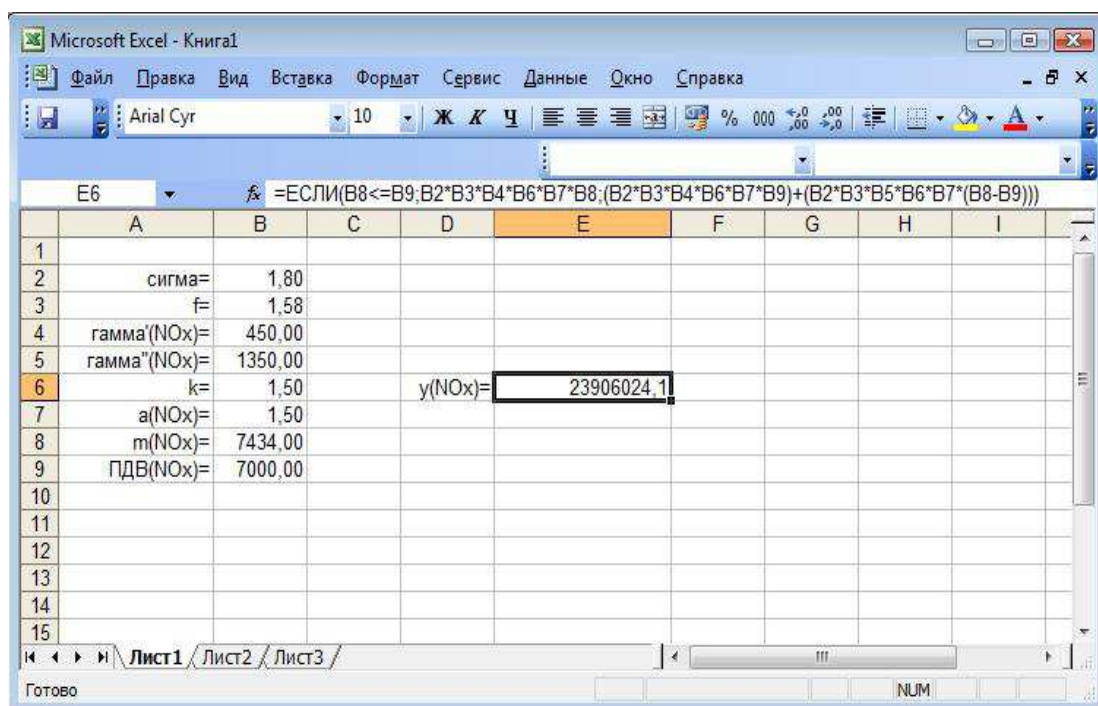 Microsoft Excel - Книга1
Файл Правка Вид Вставка Формат Сервис Данные Окно Справка
Arial Cyr 10 Ж К Ч % 000 ,00 ,00 A
E6 fx =ЕСЛИ(B8<=B9;B2*B3*B4*B6*B7*B8;(B2*B3*B4*B6*B7*B9)+(B2*B3*B5*B6*B7*(B8-B9)))
A B C D E F G H I
1
2 сигма= 1,80
3 f= 1,58
4 гамма'(NOx)= 450,00
5 гамма"(NOx)= 1350,00
6 k= 1,50 y(NOx)= 23906024,1
7 a(NOx)= 1,50
8 m(NOx)= 7434,00
9 ПДВ(NOx)= 7000,00
10
11
12
13
14
15
Лист1 Лист2 Лист3
Готово NUM